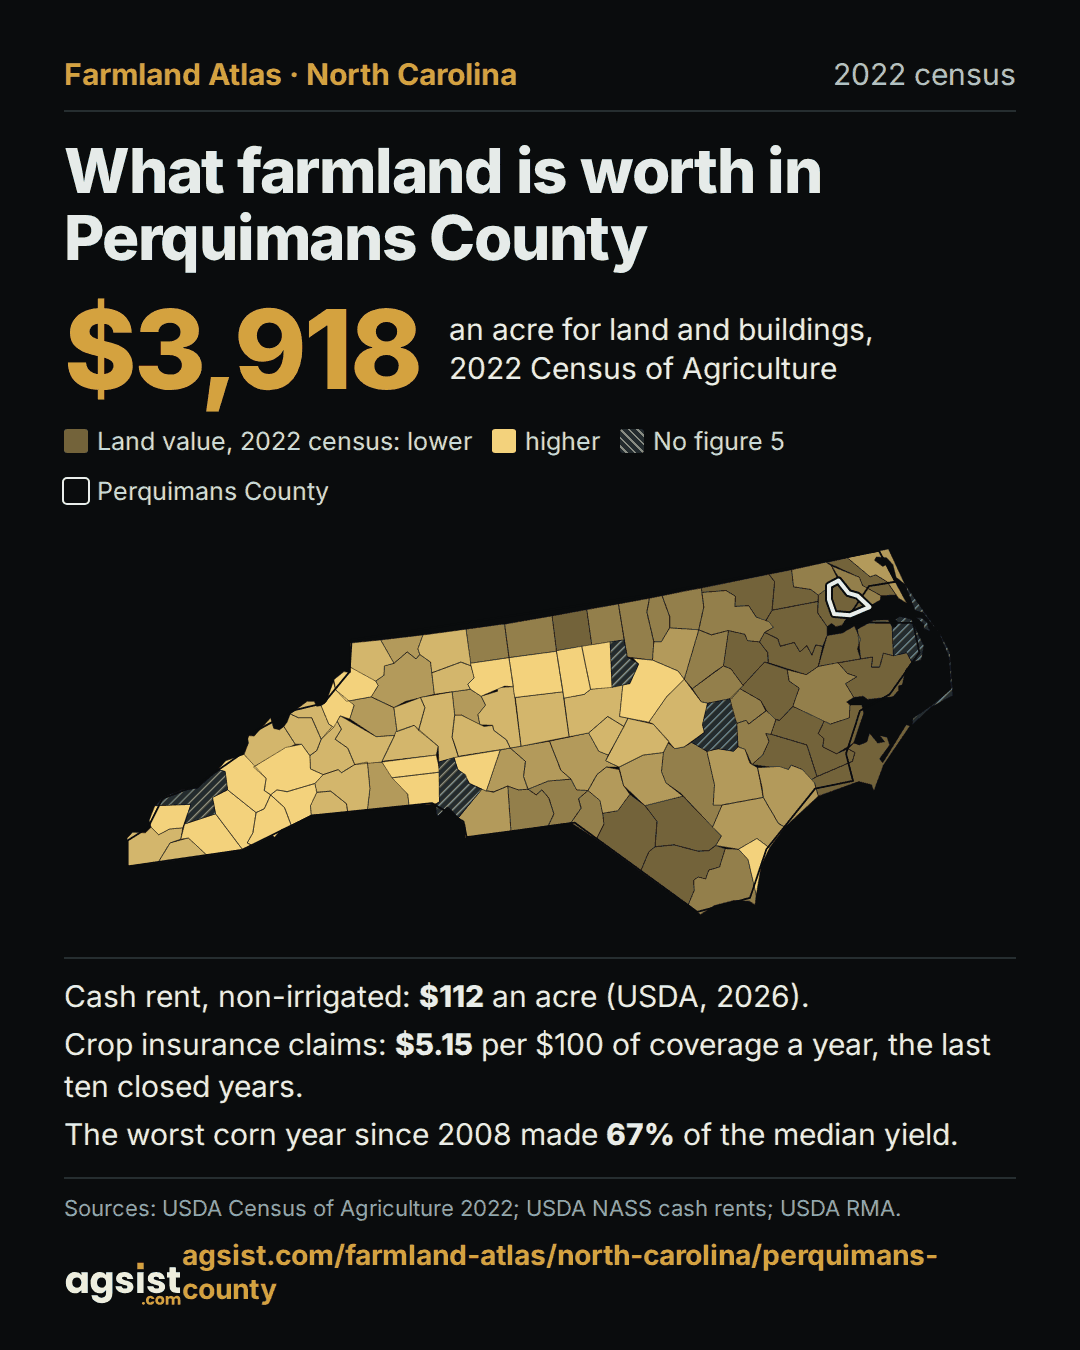 Farmland Atlas · North Carolina
2022 census
What farmland is worth in
Perquimans County
$3,918
an acre for land and buildings,
2022 Census of Agriculture
Land value, 2022 census: lower
higher
No figure 5
Perquimans County
Cash rent, non-irrigated: $112 an acre (USDA, 2026).
Crop insurance claims: $5.15 per $100 of coverage a year, the last
ten closed years.
The worst corn year since 2008 made 67% of the median yield.
Sources: USDA Census of Agriculture 2022; USDA NASS cash rents; USDA RMA.
agsist
.com
agsist.com/farmland-atlas/north-carolina/perquimans-
county